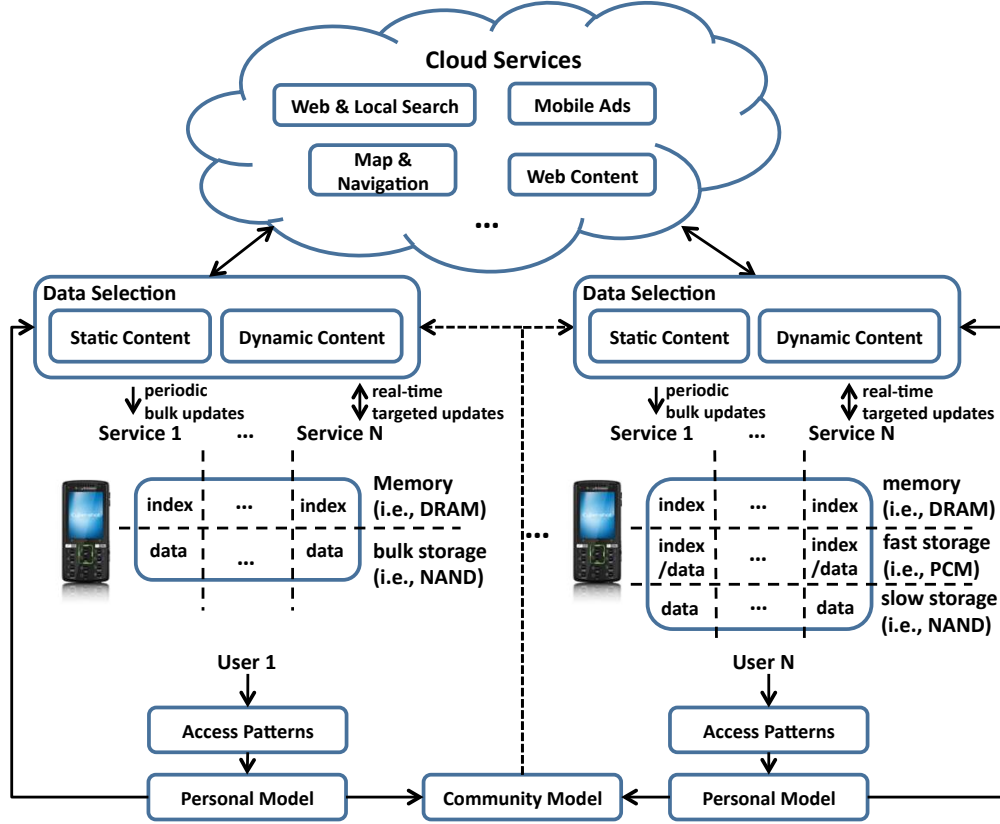 Cloud Services
Web & Local Search
Mobile Ads
Map &
Navigation
Web Content
...
Data Selection
Static Content
Dynamic Content
periodic
bulk updates
real-time
targeted updates
Service 1
...
Service N
index
...
index
Memory
(i.e., DRAM)
data
...
data
bulk storage
(i.e., NAND)
User 1
Access Patterns
Personal Model
...
Community Model
Data Selection
Static Content
Dynamic Content
periodic
bulk updates
real-time
targeted updates
Service 1
...
Service N
index
...
index
memory
(i.e., DRAM)
index
/data
...
index
/data
fast storage
(i.e., PCM)
data
...
data
slow storage
(i.e., NAND)
User N
Access Patterns
Personal Model